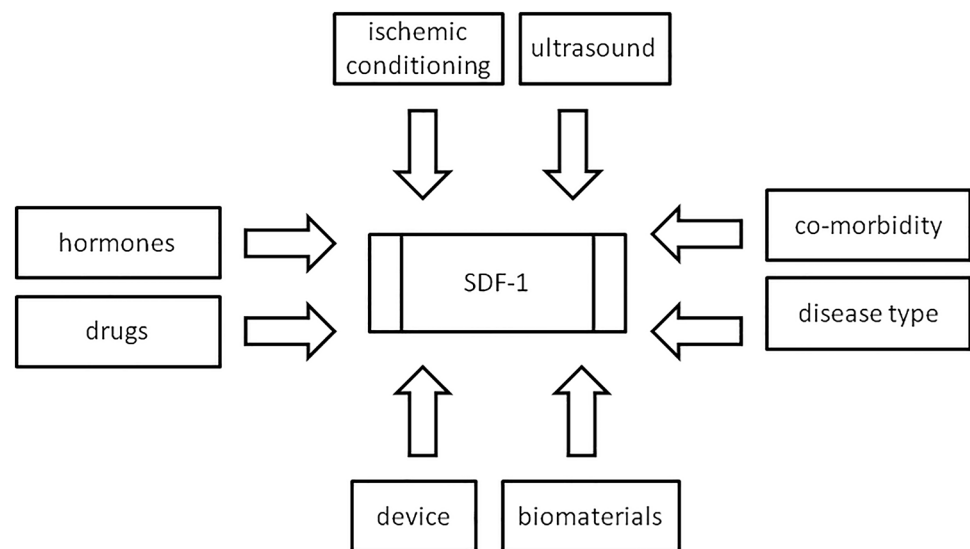 ischemic
conditioning
ultrasound
hormones
drugs
SDF-1
co-morbidity
disease type
device
biomaterials